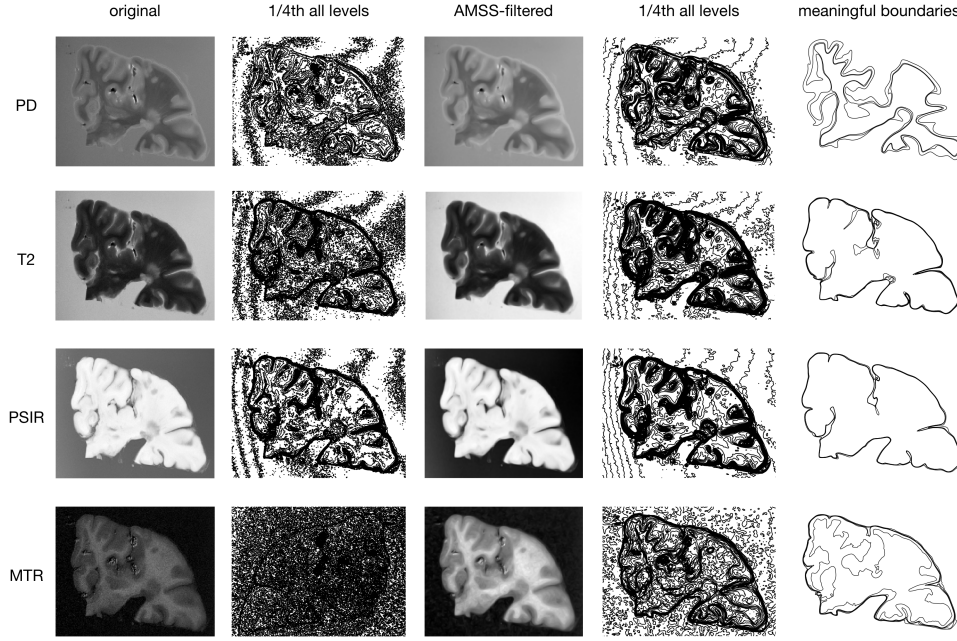 original 1/4th all levels AMSS-filtered 1/4th all levels meaningful boundaries
PD
T2
PSIR
MTR